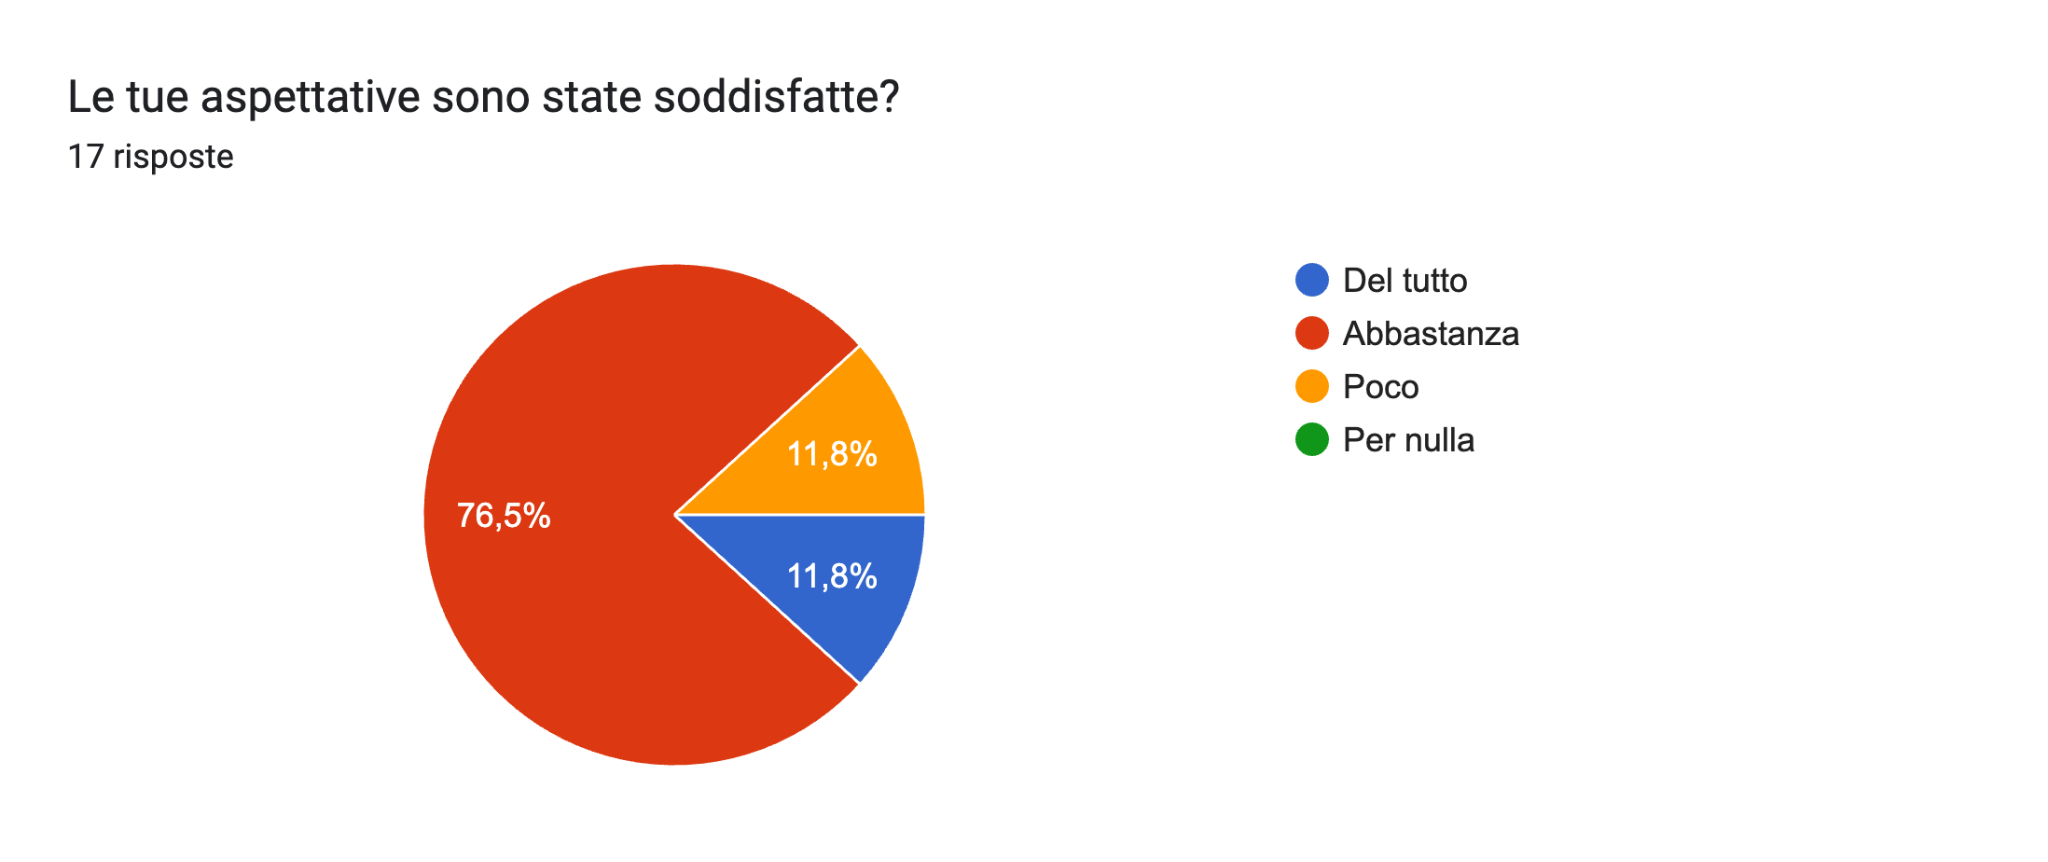 Le tue aspettative sono state soddisfatte?
17 risposte
Del tutto
Abbastanza
Poco
Per nulla
11,8%
76,5%
11,8%